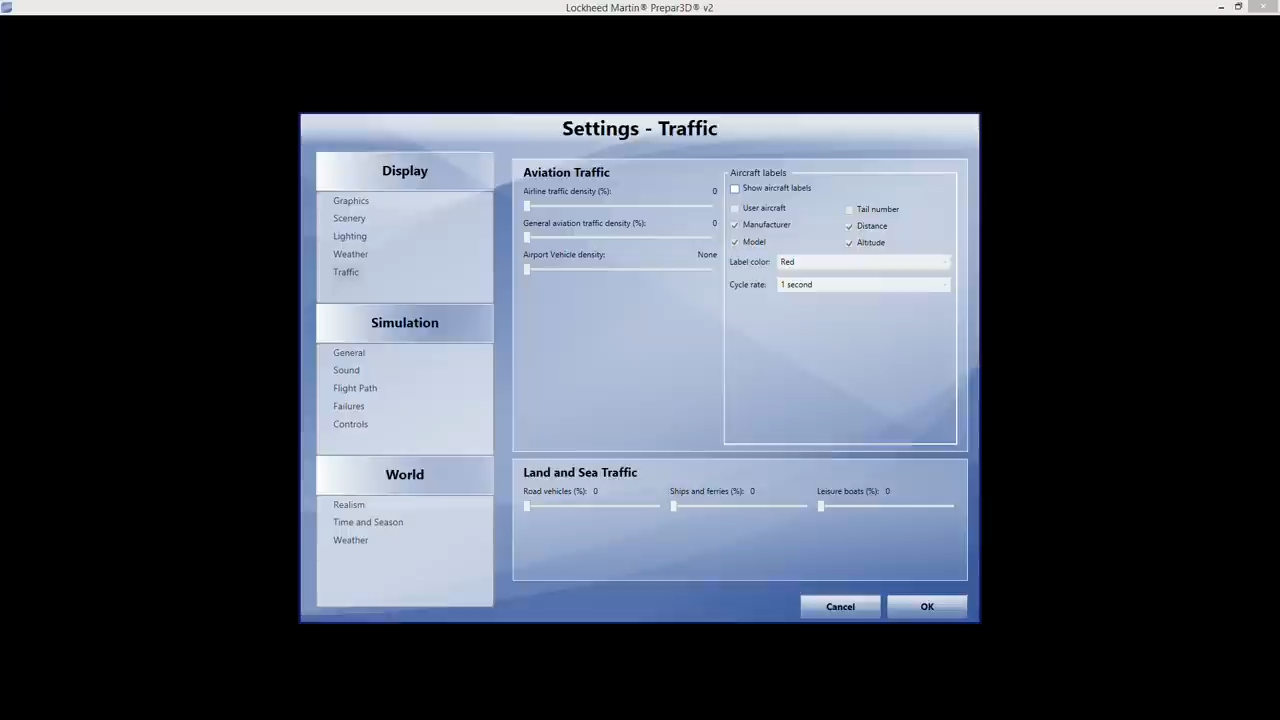 Lockheed Martin® Prepar3D® v2
Settings - Traffic
Display
Graphics
Scenery
Lighting
Weather
Traffic
Simulation
General
Sound
Flight Path
Failures
Controls
World
Realism
Time and Season
Weather
Aviation Traffic
Airline traffic density (%): 0
General aviation traffic density (%): 0
Airport Vehicle density: None
Aircraft labels
Show aircraft labels
User aircraft Tail number
Manufacturer Distance
Model Altitude
Label color: Red
Cycle rate: 1 second
Land and Sea Traffic
Road vehicles (%): 0 Ships and ferries (%): 0 Leisure boats (%): 0
Cancel OK